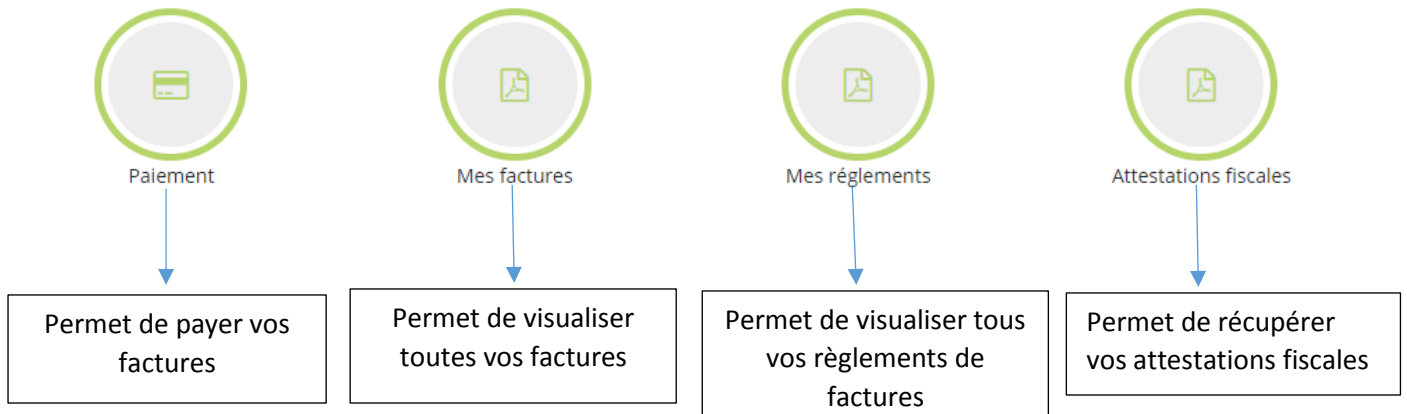 Paiement
Mes factures
Mes réglements
Attestations fiscales
Permet de payer vos
factures
Permet de visualiser
toutes vos factures
Permet de visualiser tous
vos règlements de
factures
Permet de récupérer
vos attestations fiscales